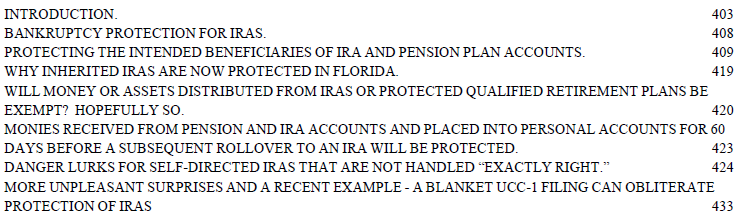 INTRODUCTION. 403
BANKRUPTCY PROTECTION FOR IRAS. 408
PROTECTING THE INTENDED BENEFICIARIES OF IRA AND PENSION PLAN ACCOUNTS. 409
WHY INHERITED IRAS ARE NOW PROTECTED IN FLORIDA. 419
WILL MONEY OR ASSETS DISTRIBUTED FROM IRAS OR PROTECTED QUALIFIED RETIREMENT PLANS BE
EXEMPT? HOPEFULLY SO. 420
MONIES RECEIVED FROM PENSION AND IRA ACCOUNTS AND PLACED INTO PERSONAL ACCOUNTS FOR 60
DAYS BEFORE A SUBSEQUENT ROLLOVER TO AN IRA WILL BE PROTECTED. 423
DANGER LURKS FOR SELF-DIRECTED IRAS THAT ARE NOT HANDLED “EXACTLY RIGHT.” 424
MORE UNPLEASANT SURPRISES AND A RECENT EXAMPLE - A BLANKET UCC-1 FILING CAN OBLITERATE
PROTECTION OF IRAS 433